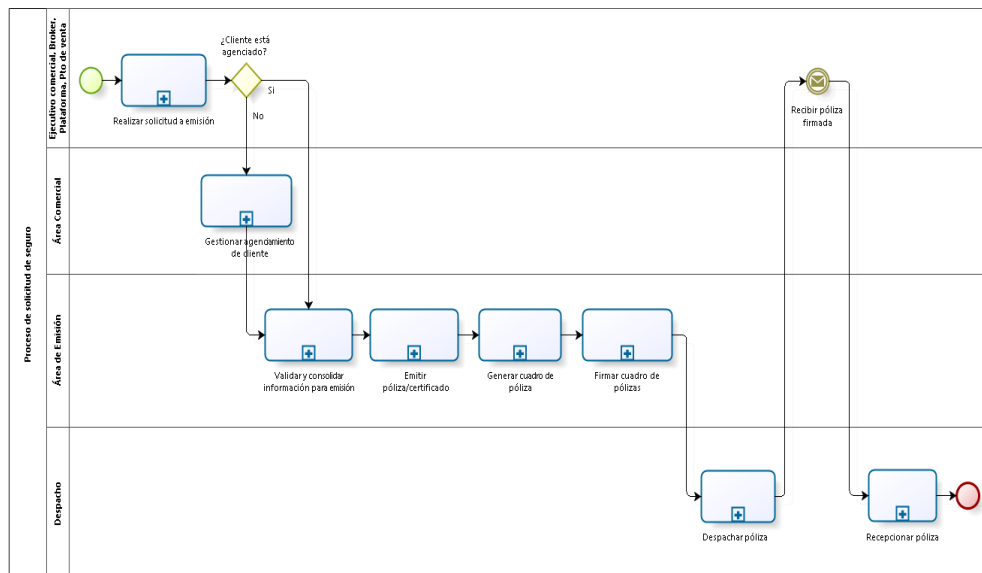 Proceso de solicitud de seguro
Ejecutivo comercial, Broker,
Plataforma, Pto de venta
¿Cliente está
agenciado?
Si
No
Realizar solicitud a emisión
Recibir póliza
firmada
Área Comercial
Gestionar agendamiento
de cliente
Área de Emisión
Validar y consolidar
información para emisión
Emitir
póliza/certificado
Generar cuadro de
póliza
Firmar cuadro de
pólizas
Despacho
Despachar póliza
Recepcionar póliza